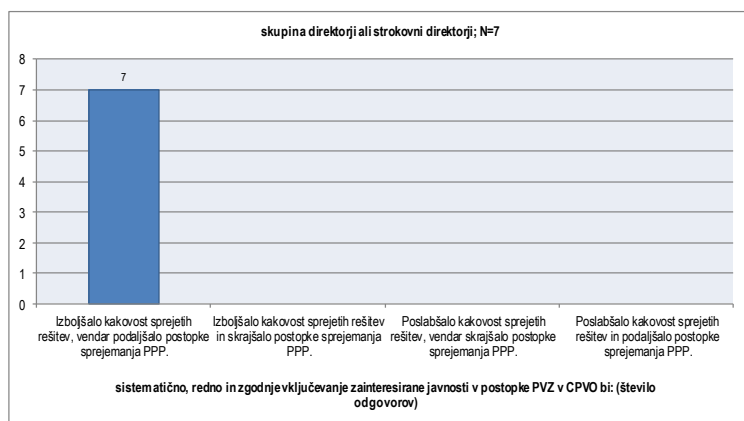 skupina direktorji ali strokovni direktorji; N=7
8
7
6
5
4
3
2
1
0
7
Izboljšalo kakovost sprejetih
rešitev, vendar podaljšalo postopke
sprejemanja PPP.
Izboljšalo kakovost sprejetih rešitev
in skrajšalo postopke sprejemanja
PPP.
Poslabšalo kakovost sprejetih
rešitev, vendar skrajšalo postopke
sprejemanja PPP.
Poslabšalo kakovost sprejetih
rešitev in podaljšalo postopke
sprejemanja PPP.
sistematično, redno in zgodnje vključevanje zainteresirane javnosti v postopke PVZ v CPVO bi: (število
odgovorov)